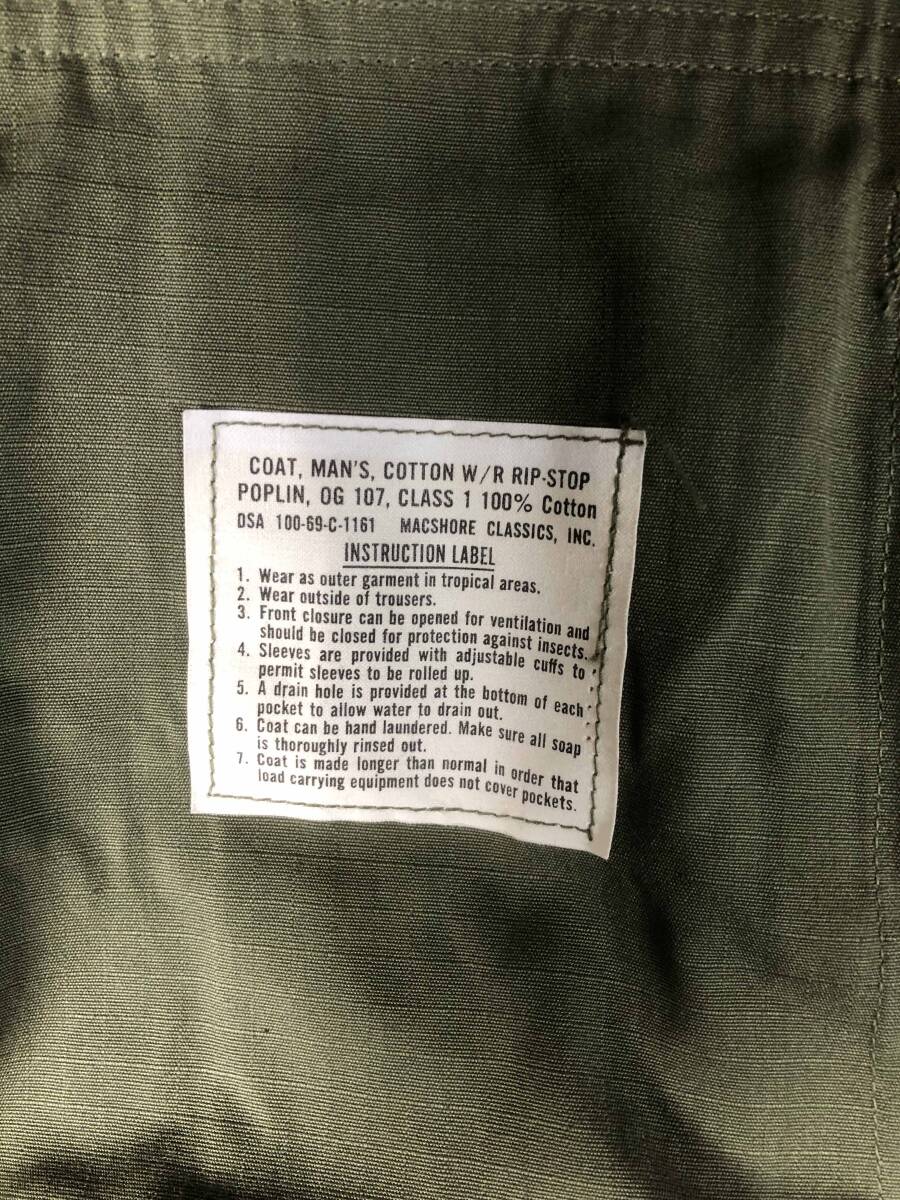 COAT, MAN'S, COTTON W/R RIP-STOP
POPLIN, OG 107, CLASS 1 100% Cotton
DSA 100-69-C-1161 MACSHORE CLASSICS, INC.
INSTRUCTION LABEL
1. Wear as outer garment in tropical areas.
2. Wear outside of trousers.
3. Front closure can be opened for ventilation and
should be closed for protection against insects.
4. Sleeves are provided with adjustable cuffs to
permit sleeves to be rolled up.
5. A drain hole is provided at the bottom of each
pocket to allow water to drain out.
6. Coat can be hand laundered. Make sure all soap
is thoroughly rinsed out.
7. Coat is made longer than normal in order that
load carrying equipment does not cover pockets.